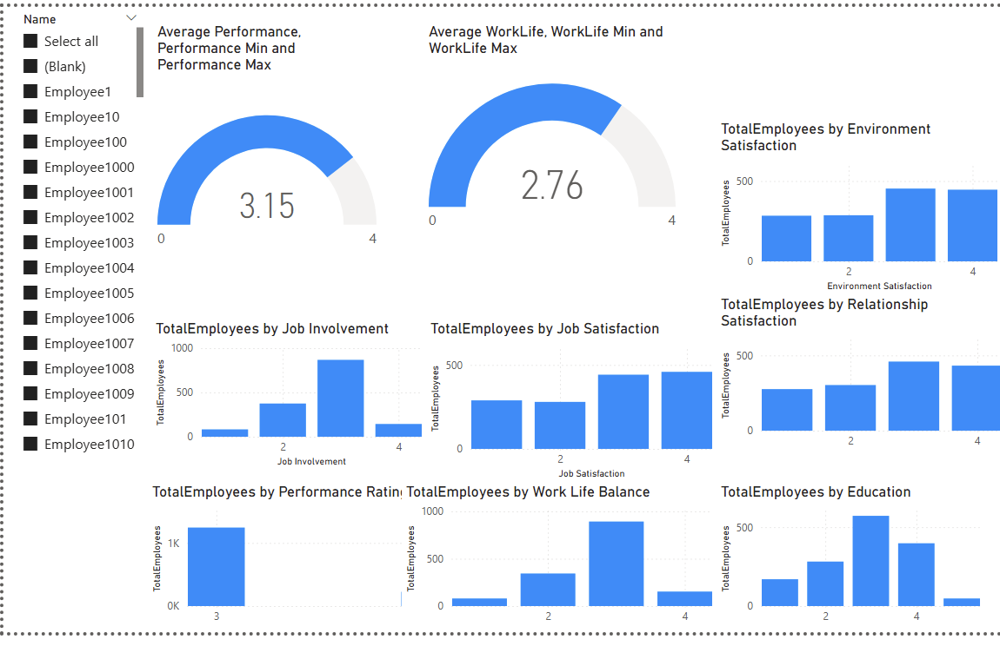 Name
Select all
(Blank)
Employee1
Employee10
Employee100
Employee1000
Employee1001
Employee1002
Employee1003
Employee1004
Employee1005
Employee1006
Employee1007
Employee1008
Employee1009
Employee101
Employee1010
Average Performance,
Performance Min and
Performance Max
3.15
0
4
Average WorkLife, WorkLife Min and
WorkLife Max
2.76
0
4
TotalEmployees by Environment
Satisfaction
TotalEmployees
500
0
2
4
Environment Satisfaction
TotalEmployees by Relationship
Satisfaction
TotalEmployees
500
0
2
4
TotalEmployees by Job Involvement
TotalEmployees
1000
500
0
2
4
Job Involvement
TotalEmployees by Job Satisfaction
TotalEmployees
500
0
2
4
Job Satisfaction
TotalEmployees by Performance Rating
TotalEmployees
1K
0K
3
TotalEmployees by Work Life Balance
TotalEmployees
1000
500
0
2
4
TotalEmployees by Education
TotalEmployees
500
0
2
4